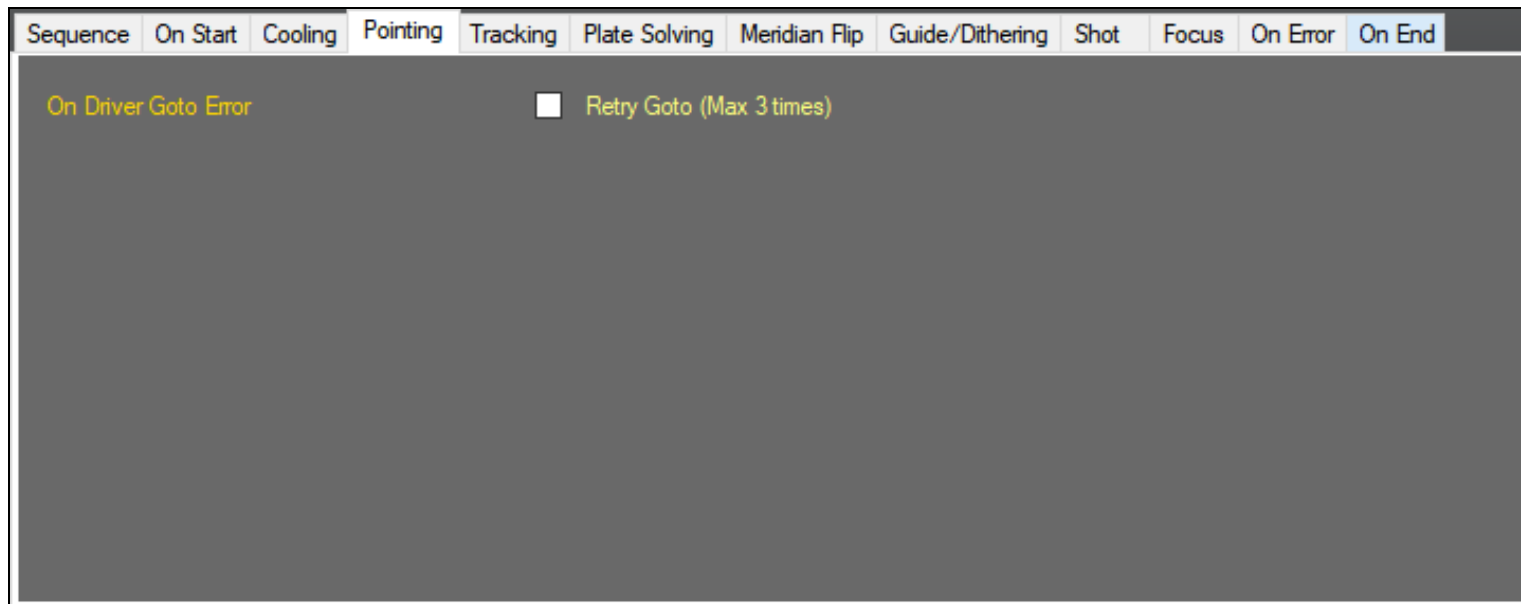 Sequence On Start Cooling Pointing Tracking Plate Solving Meridian Flip Guide/Dithering Shot Focus On Error On End
On Driver Goto Error Retry Goto (Max 3 times)